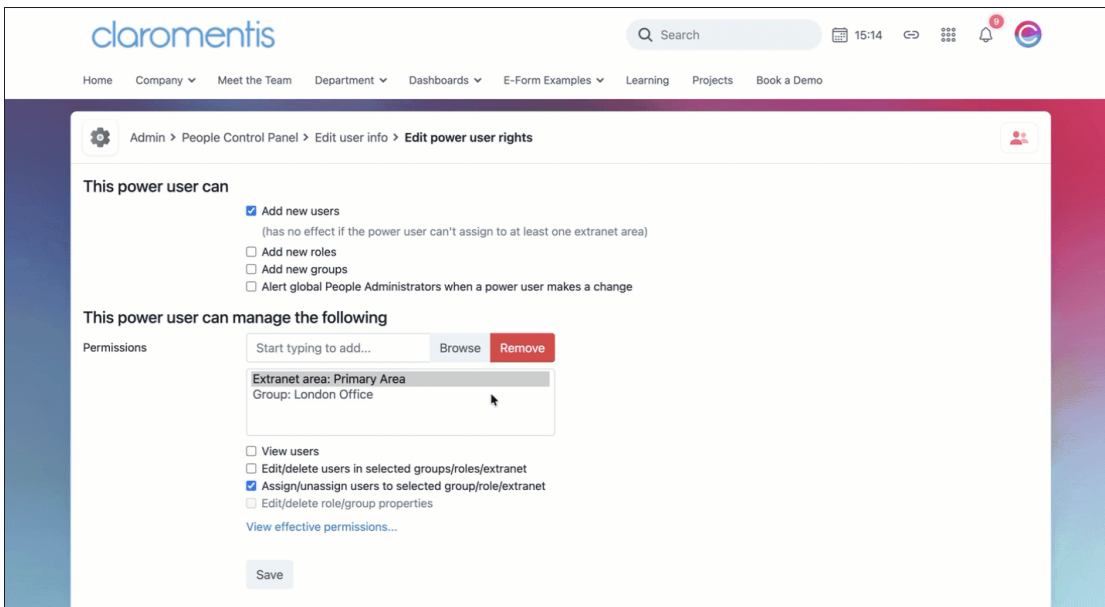 claromentis
Search
15:14
9
Home Company Meet the Team Department Dashboards E-Form Examples Learning Projects Book a Demo
Admin > People Control Panel > Edit user info > Edit power user rights
This power user can
Add new users
(has no effect if the power user can't assign to at least one extranet area)
Add new roles
Add new groups
Alert global People Administrators when a power user makes a change
This power user can manage the following
Permissions
Start typing to add... Browse Remove
Extranet area: Primary Area
Group: London Office
View users
Edit/delete users in selected groups/roles/extranet
Assign/unassign users to selected group/role/extranet
Edit/delete role/group properties
View effective permissions...
Save